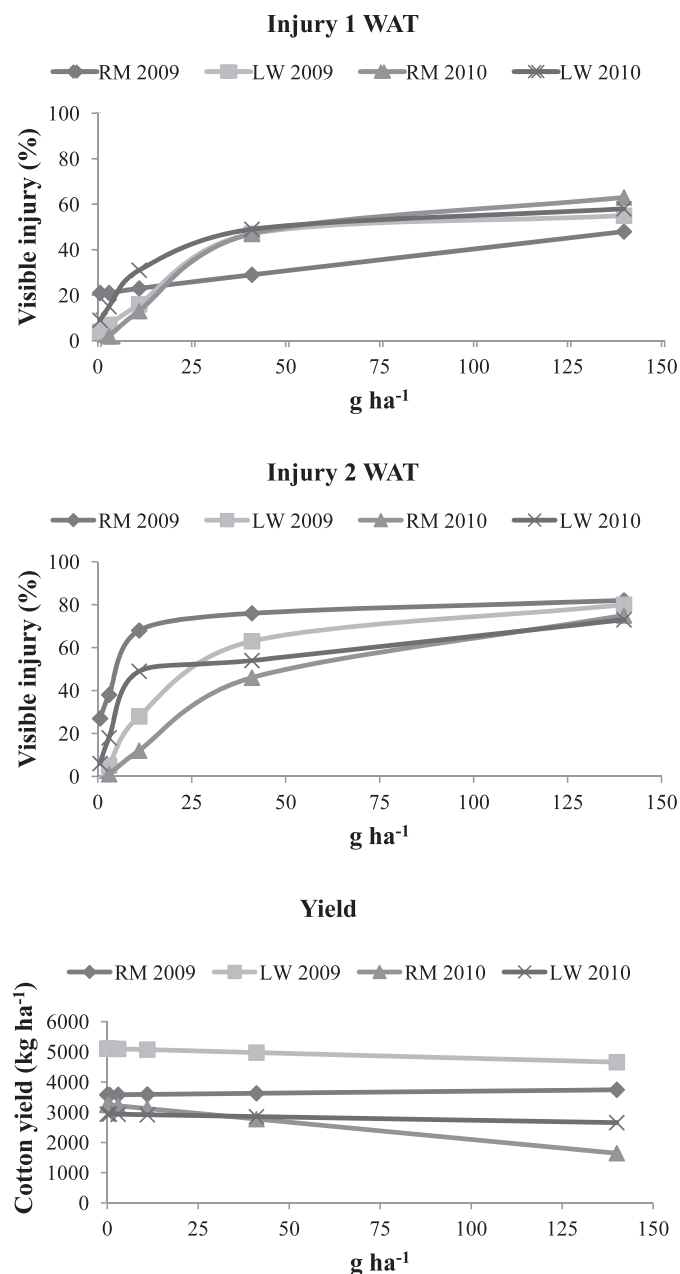 Injury 1 WAT
RM 2009 LW 2009 RM 2010 LW 2010
Visible injury (%)
100
80
60
40
20
0
0 25 50 75 100 125 150
g ha-1
Injury 2 WAT
RM 2009 LW 2009 RM 2010 LW 2010
Visible injury (%)
100
80
60
40
20
0
0 25 50 75 100 125 150
g ha-1
Yield
RM 2009 LW 2009 RM 2010 LW 2010
Cotton yield (kg ha-1)
6000
5000
4000
3000
2000
1000
0
0 25 50 75 100 125 150
g ha-1